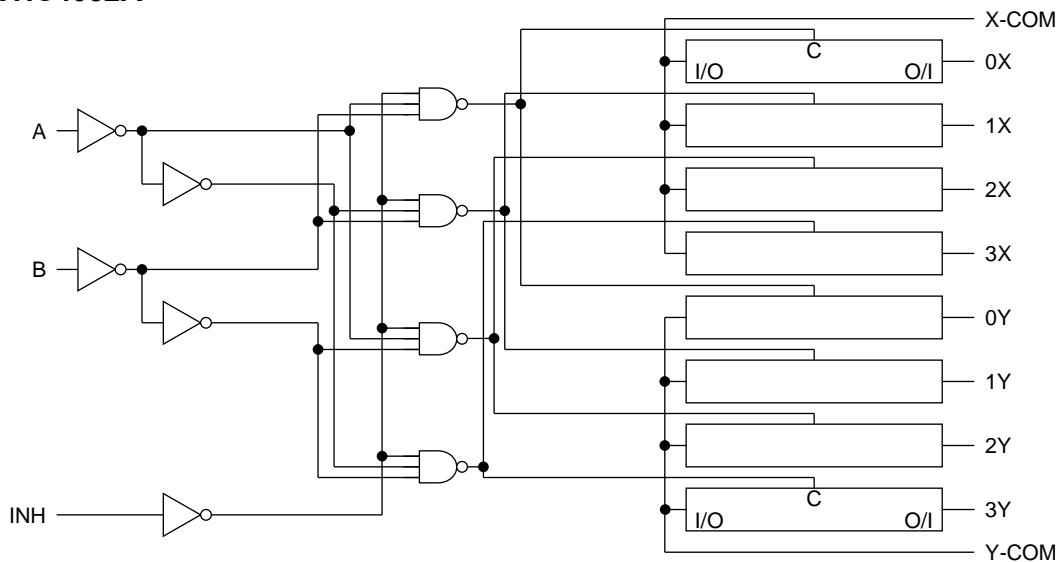 X-COM
C
I/O O/I 0X
1X
A
2X
3X
B
0Y
1Y
2Y
C
INH I/O O/I 3Y
Y-COM